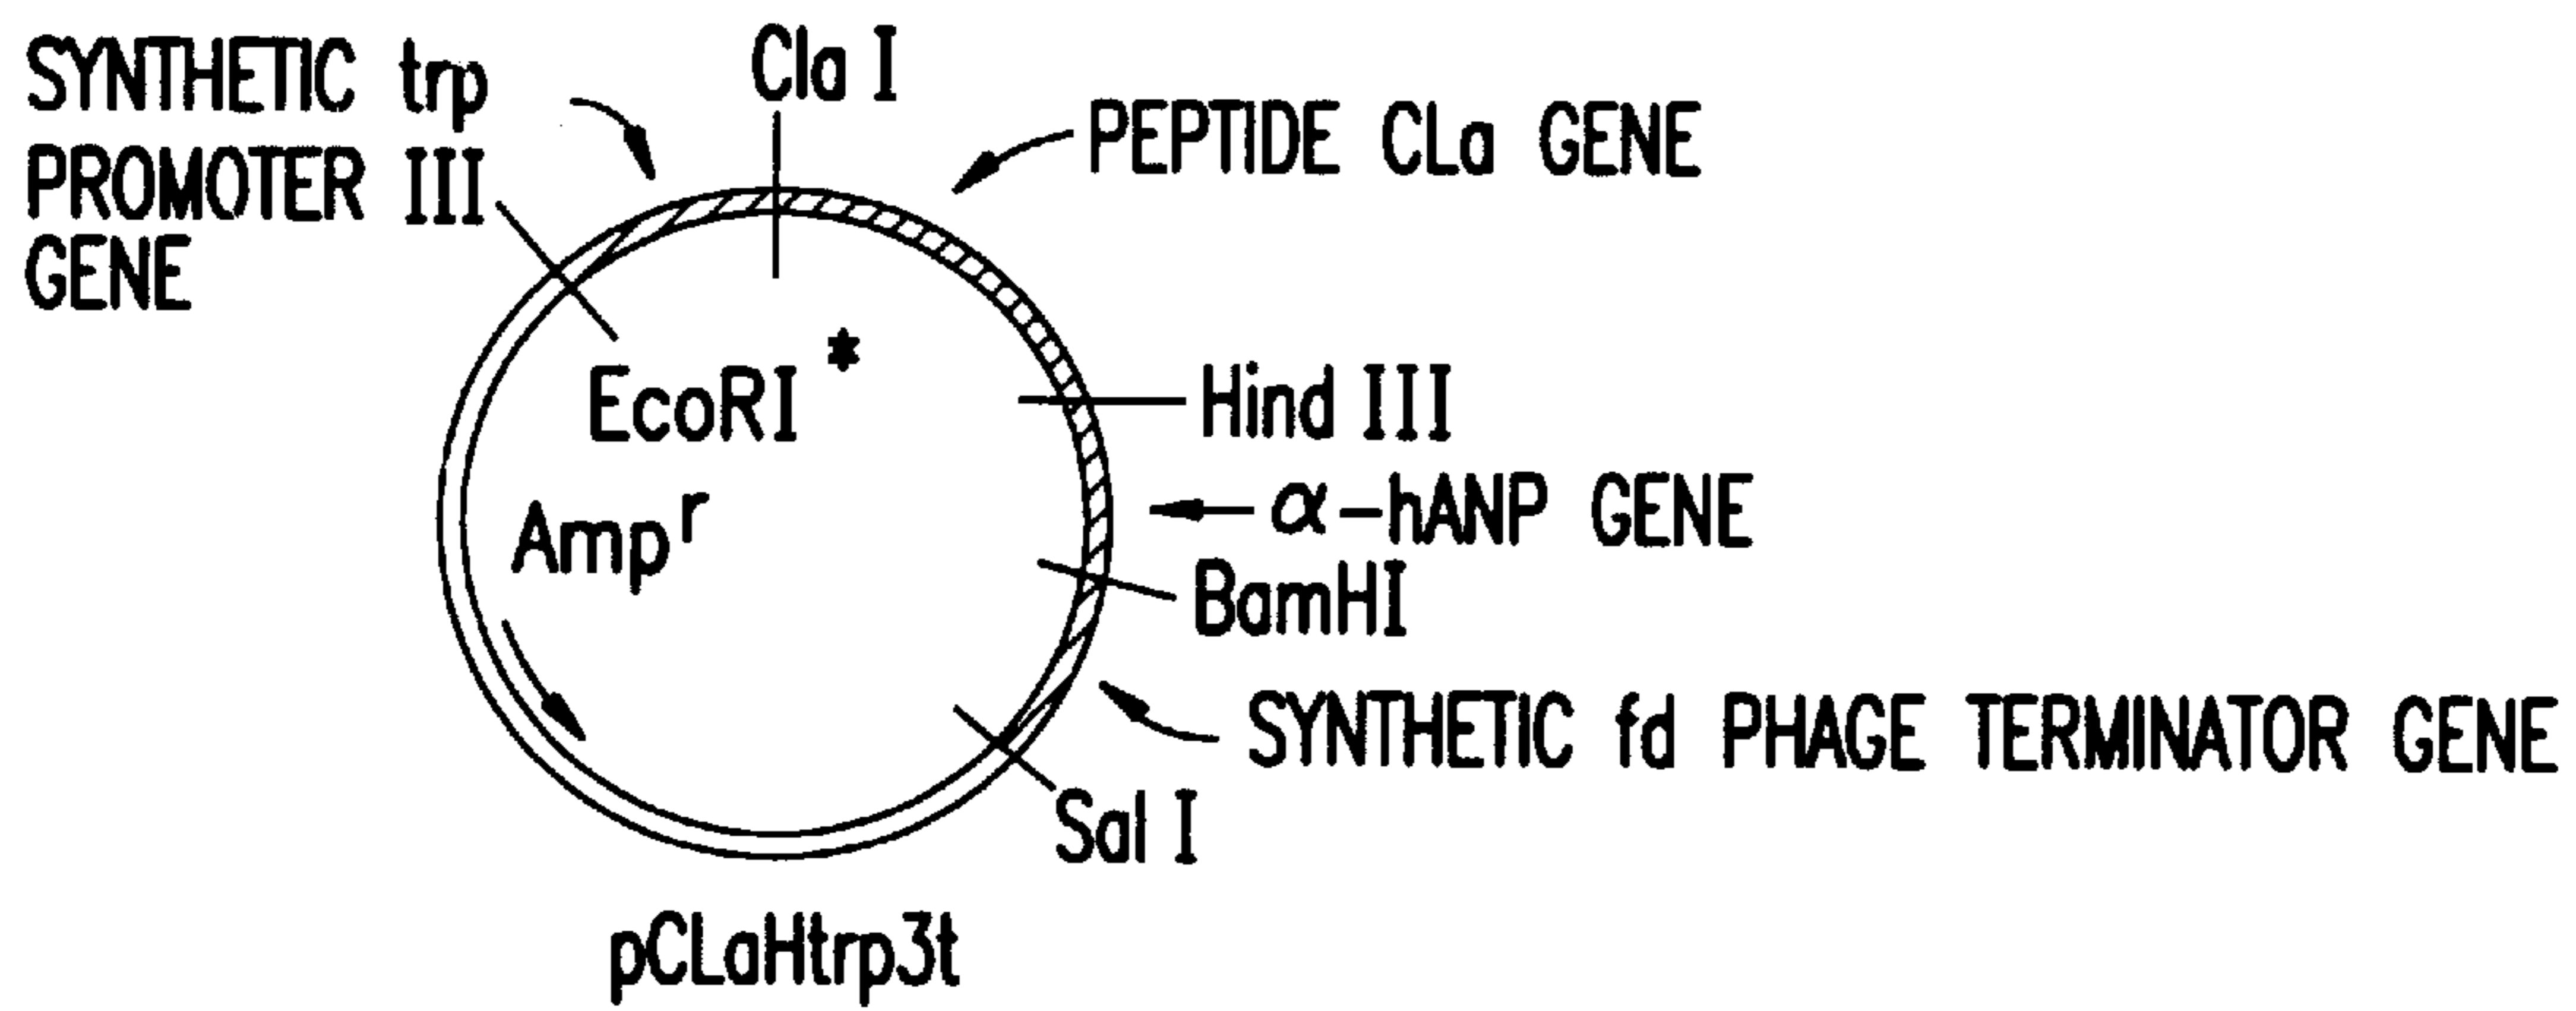 SYNTHETIC trp
PROMOTER III
GENE
Cla I
PEPTIDE CLa GENE
EcoRI *
Hind III
Amp r
α-hANP GENE
BamHI
SYNTHETIC fd PHAGE TERMINATOR GENE
Sal I
pCLaHtrp3t